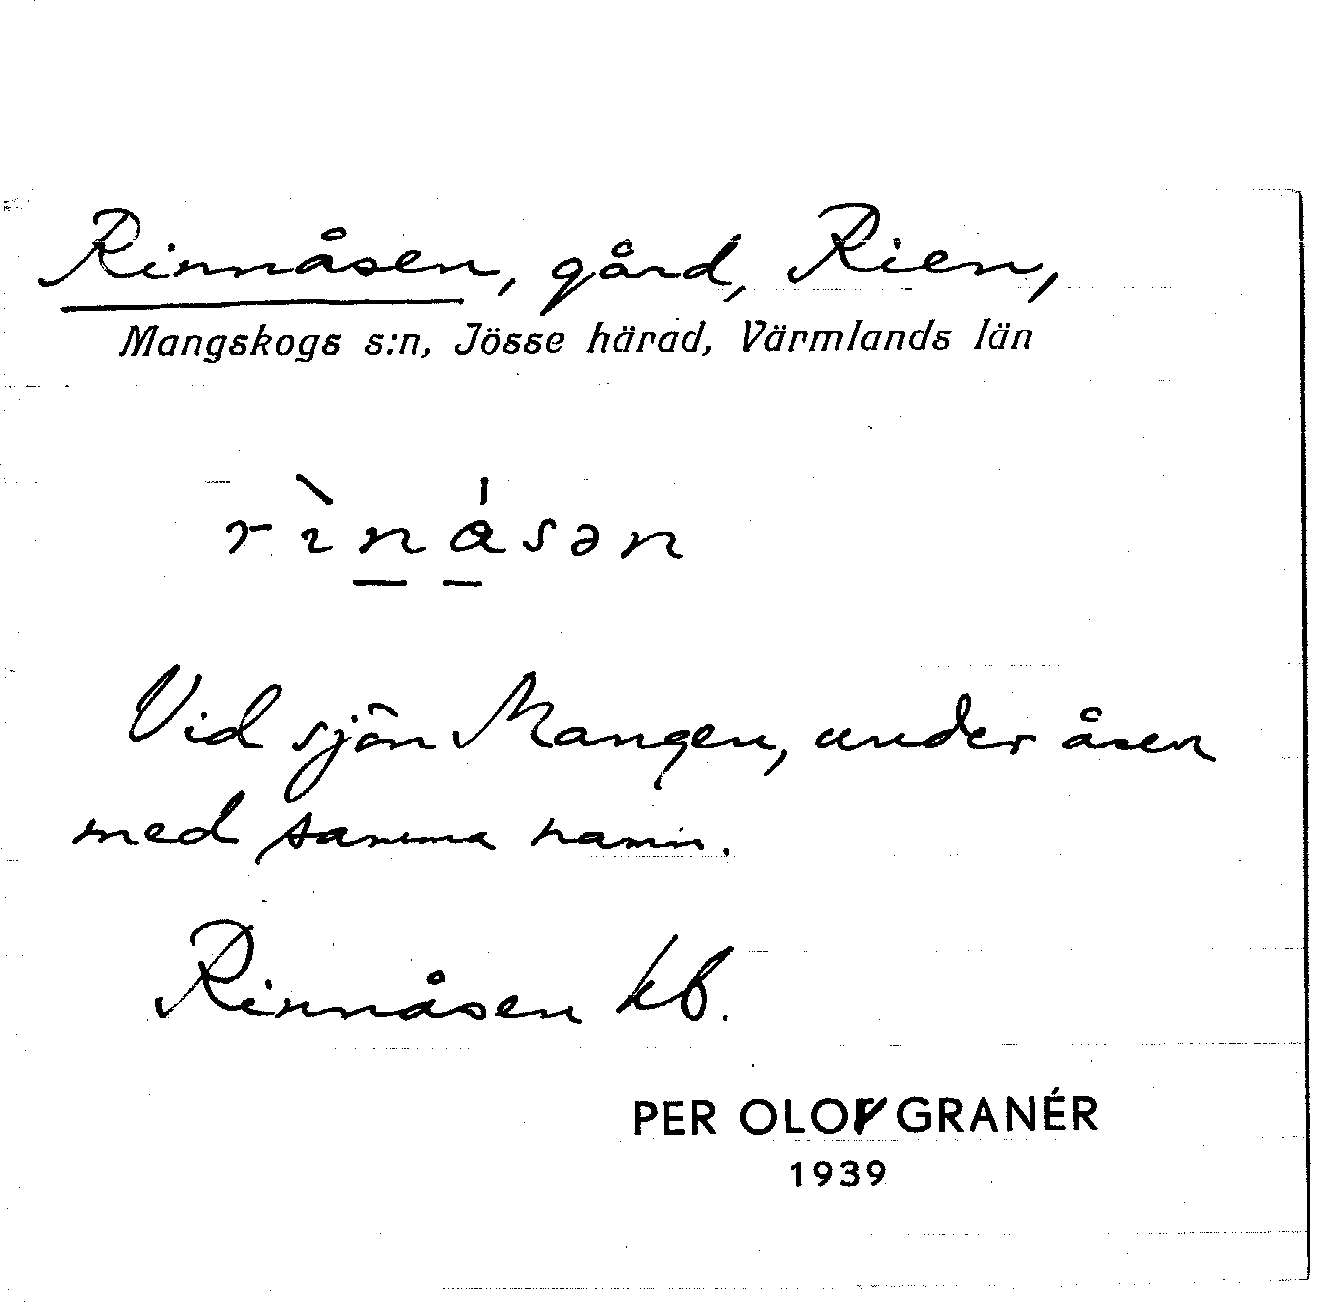 Rinnåsen, gård, Rien,
Mangskogs s:n, Jösse härad, Värmlands län
rìnásən
Vid sjön Mangen, under åsen
med samma namn.
Rinnåsen kb.
PER OLOV GRANÉR
1939